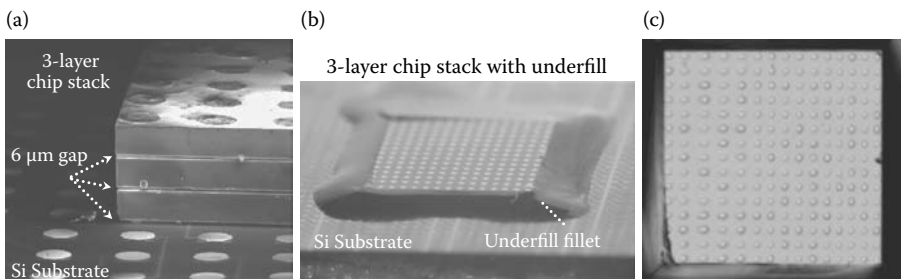 (a)
(b)
(c)
3-layer
chip stack
6 μm gap
Si Substrate
3-layer chip stack with underfill
Si Substrate
Underfill fillet